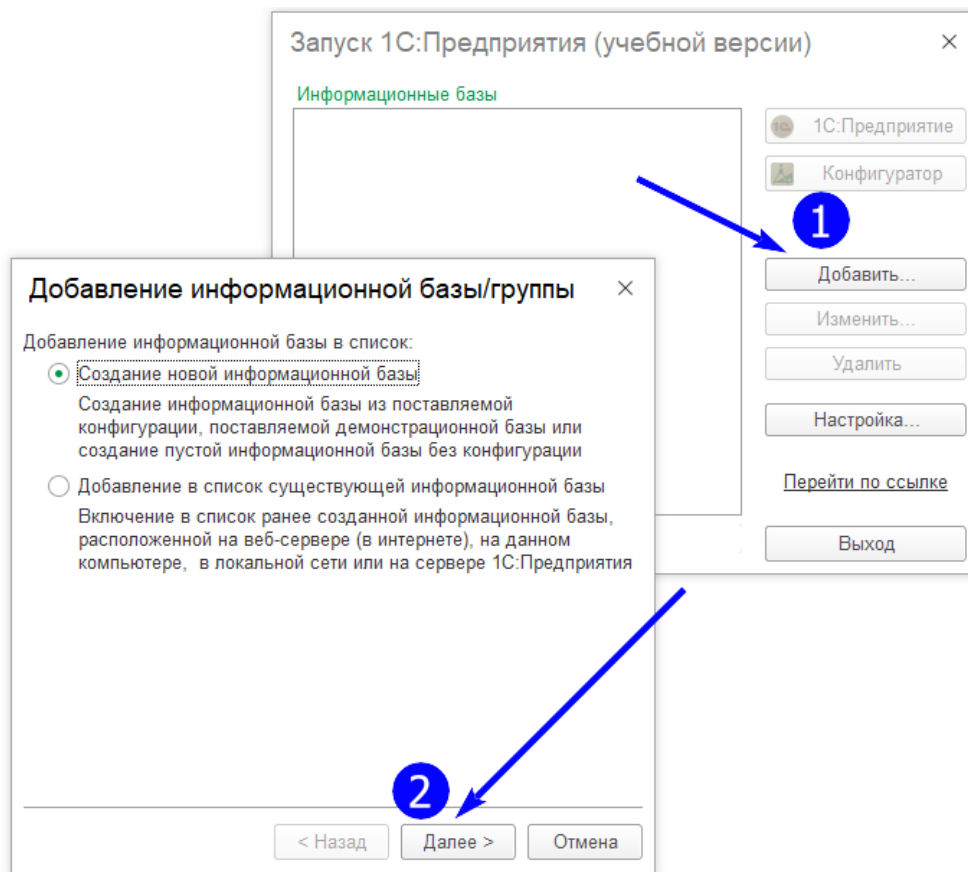 Запуск 1С:Предприятия (учебной версии)
Информационные базы
1С:Предприятие
Конфигуратор
1
Добавить...
Изменить...
Удалить
Настройка...
Перейти по ссылке
Выход
Добавление информационной базы/группы
Добавление информационной базы в список:
Создание новой информационной базы
Создание информационной базы из поставляемой
конфигурации, поставляемой демонстрационной базы или
создание пустой информационной базы без конфигурации
Добавление в список существующей информационной базы
Включение в список ранее созданной информационной базы,
расположенной на веб-сервере (в интернете), на данном
компьютере, в локальной сети или на сервере 1С:Предприятия
2
< Назад
Далее >
Отмена